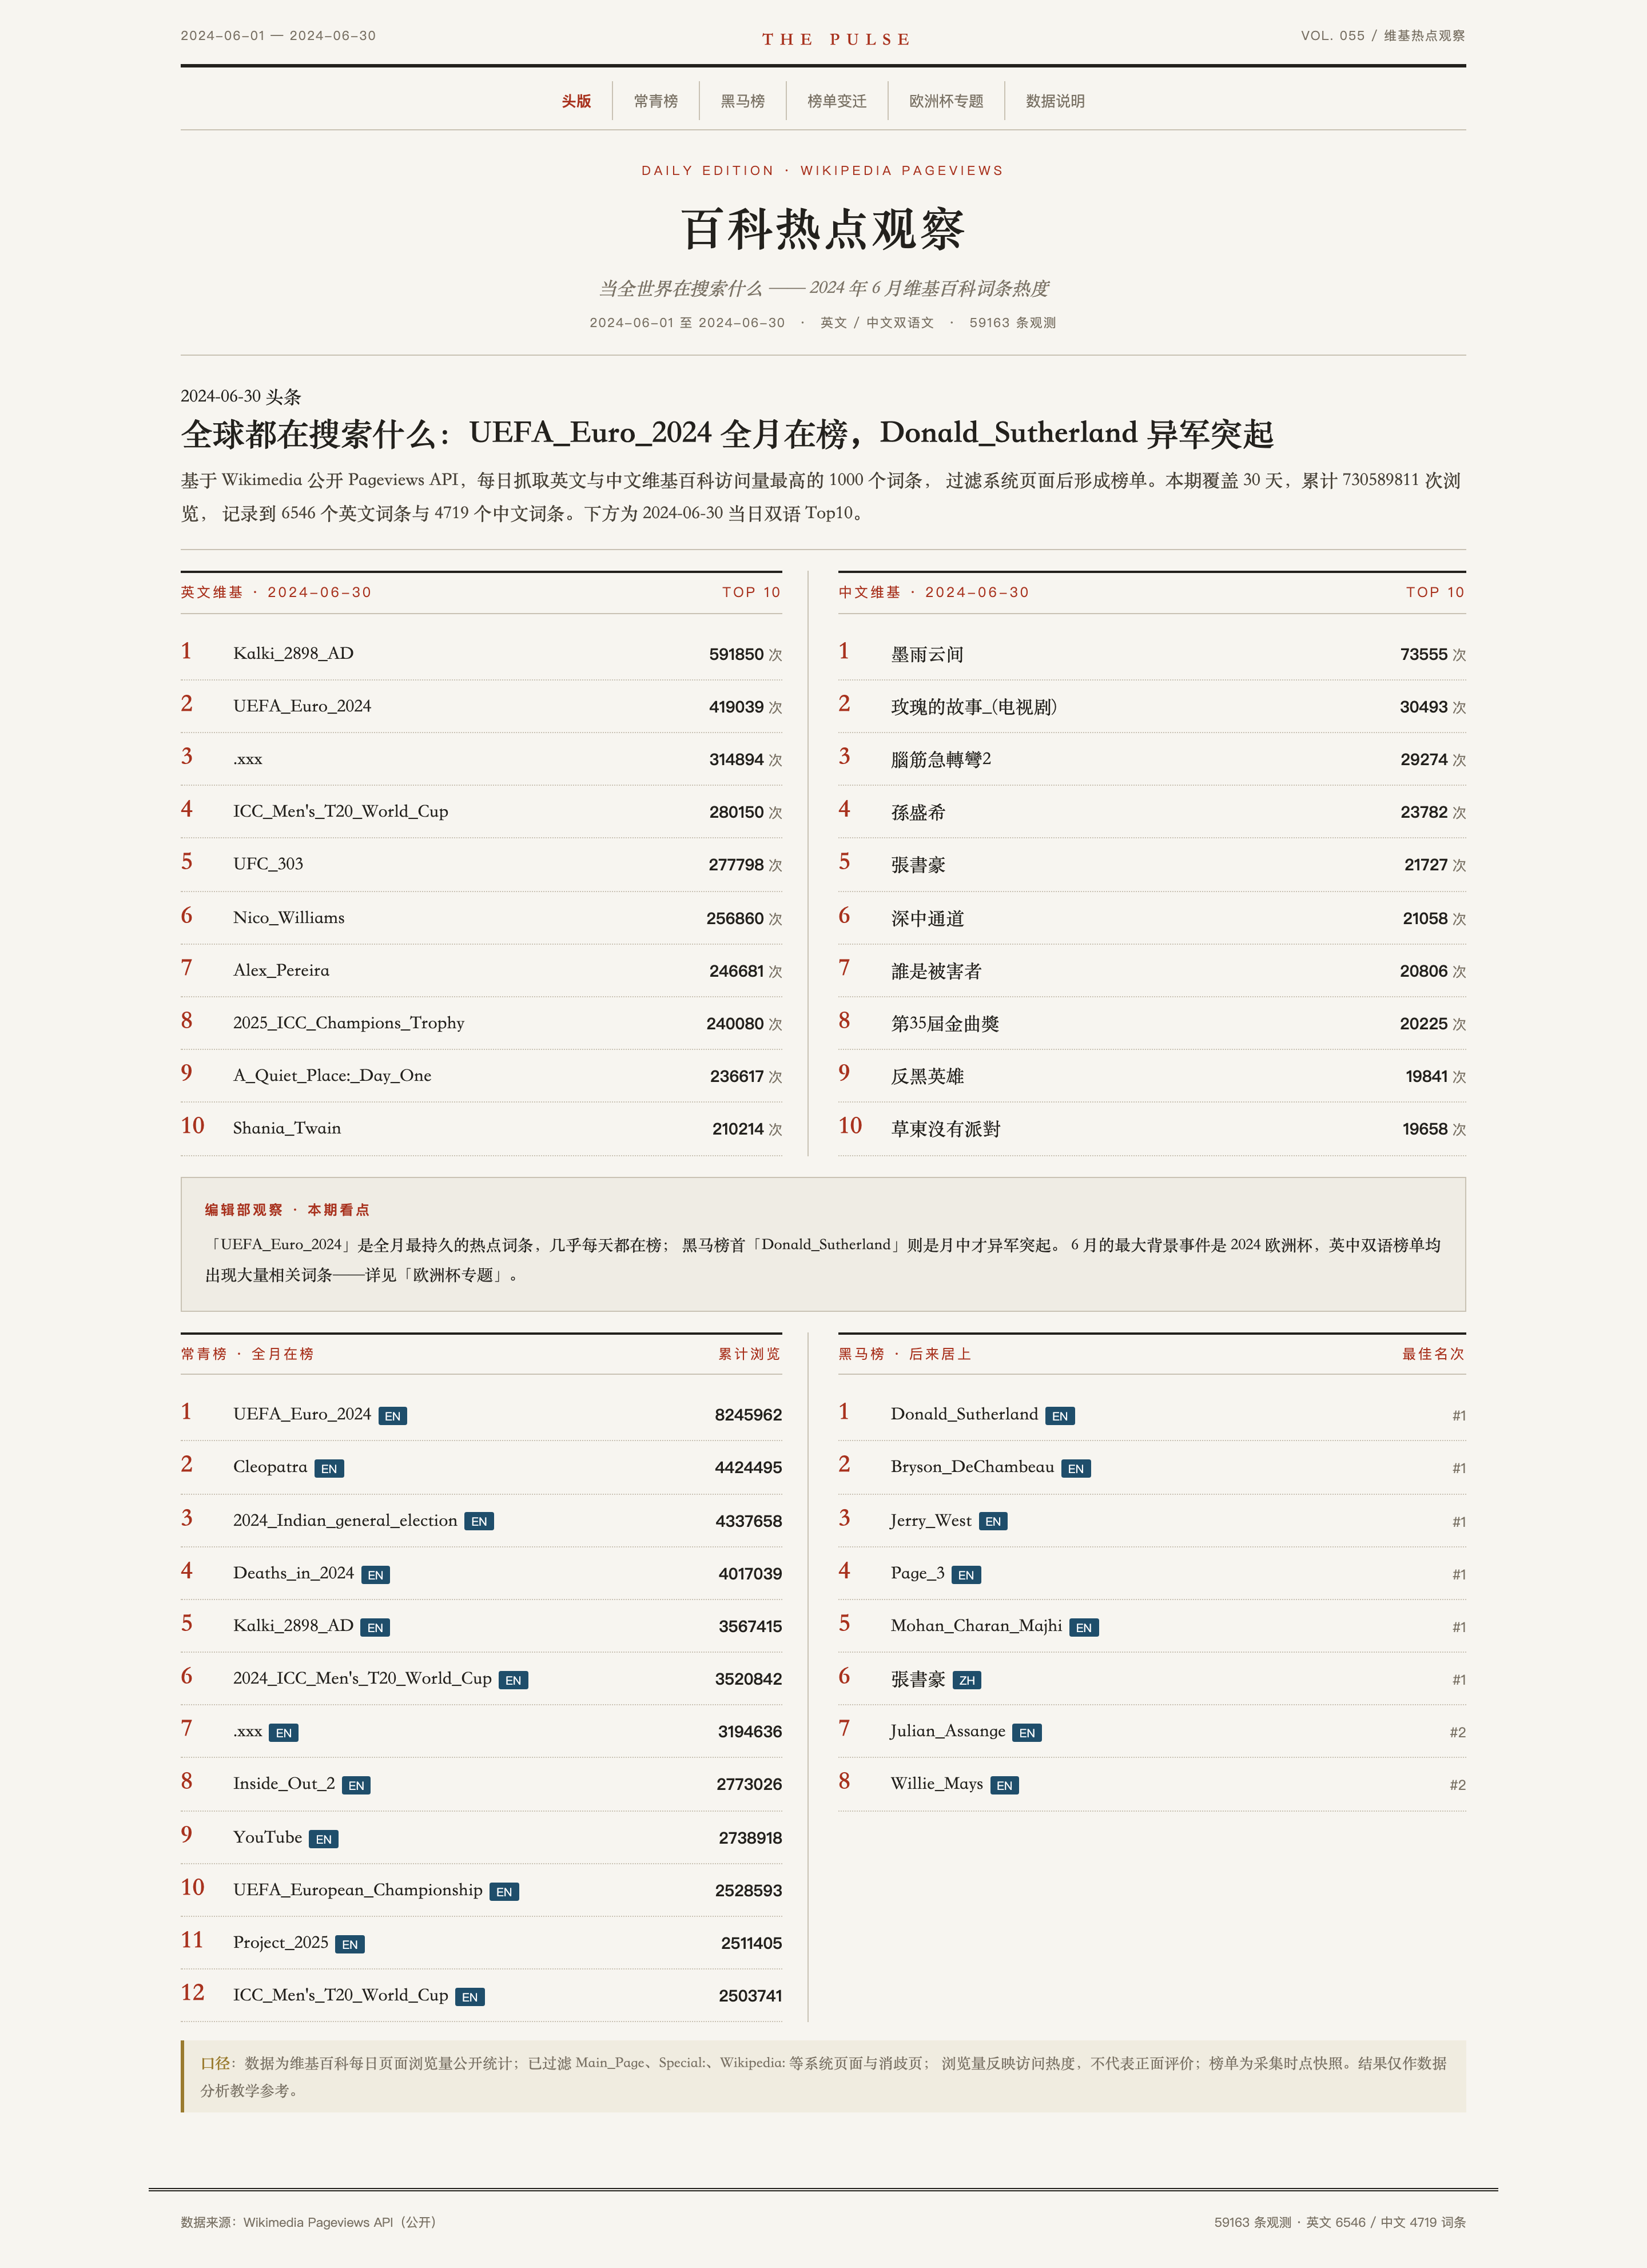 2024-06-01 — 2024-06-30
THE PULSE
VOL. 055 / 维基热点观察
头版
常青榜
黑马榜
榜单变迁
欧洲杯专题
数据说明
DAILY EDITION · WIKIPEDIA PAGEVIEWS
百科热点观察
当全世界在搜索什么 —— 2024 年 6 月维基百科词条热度
2024-06-01 至 2024-06-30 · 英文 / 中文双语文 · 59163 条观测
2024-06-30 头条
全球都在搜索什么：UEFA_Euro_2024 全月在榜，Donald_Sutherland 异军突起
基于 Wikimedia 公开 Pageviews API，每日抓取英文与中文维基百科访问量最高的 1000 个词条， 过滤系统页面后形成榜单。本期覆盖 30 天，累计 730589811 次浏
览， 记录到 6546 个英文词条与 4719 个中文词条。下方为 2024-06-30 当日双语 Top10。
英文维基 · 2024-06-30 TOP 10
1 Kalki_2898_AD 591850 次
2 UEFA_Euro_2024 419039 次
3 .xxx 314894 次
4 ICC_Men's_T20_World_Cup 280150 次
5 UFC_303 277798 次
6 Nico_Williams 256860 次
7 Alex_Pereira 246681 次
8 2025_ICC_Champions_Trophy 240080 次
9 A_Quiet_Place:_Day_One 236617 次
10 Shania_Twain 210214 次
中文维基 · 2024-06-30 TOP 10
1 墨雨云间 73555 次
2 玫瑰的故事_(电视剧) 30493 次
3 腦筋急轉彎2 29274 次
4 孫盛希 23782 次
5 張書豪 21727 次
6 深中通道 21058 次
7 誰是被害者 20806 次
8 第35屆金曲獎 20225 次
9 反黑英雄 19841 次
10 草東沒有派對 19658 次
编辑部观察 · 本期看点
「UEFA_Euro_2024」是全月最持久的热点词条，几乎每天都在榜； 黑马榜首「Donald_Sutherland」则是月中才异军突起。 6 月的最大背景事件是 2024 欧洲杯，英中双语榜单均
出现大量相关词条——详见「欧洲杯专题」。
常青榜 · 全月在榜 累计浏览
1 UEFA_Euro_2024 EN 8245962
2 Cleopatra EN 4424495
3 2024_Indian_general_election EN 4337658
4 Deaths_in_2024 EN 4017039
5 Kalki_2898_AD EN 3567415
6 2024_ICC_Men's_T20_World_Cup EN 3520842
7 .xxx EN 3194636
8 Inside_Out_2 EN 2773026
9 YouTube EN 2738918
10 UEFA_European_Championship EN 2528593
11 Project_2025 EN 2511405
12 ICC_Men's_T20_World_Cup EN 2503741
黑马榜 · 后来居上 最佳名次
1 Donald_Sutherland EN #1
2 Bryson_DeChambeau EN #1
3 Jerry_West EN #1
4 Page_3 EN #1
5 Mohan_Charan_Majhi EN #1
6 張書豪 ZH #1
7 Julian_Assange EN #2
8 Willie_Mays EN #2
口径：数据为维基百科每日页面浏览量公开统计；已过滤 Main_Page、Special:、Wikipedia: 等系统页面与消歧页； 浏览量反映访问热度，不代表正面评价；榜单为采集时点快照。结果仅作数据
分析教学参考。
数据来源：Wikimedia Pageviews API（公开）
59163 条观测 · 英文 6546 / 中文 4719 词条